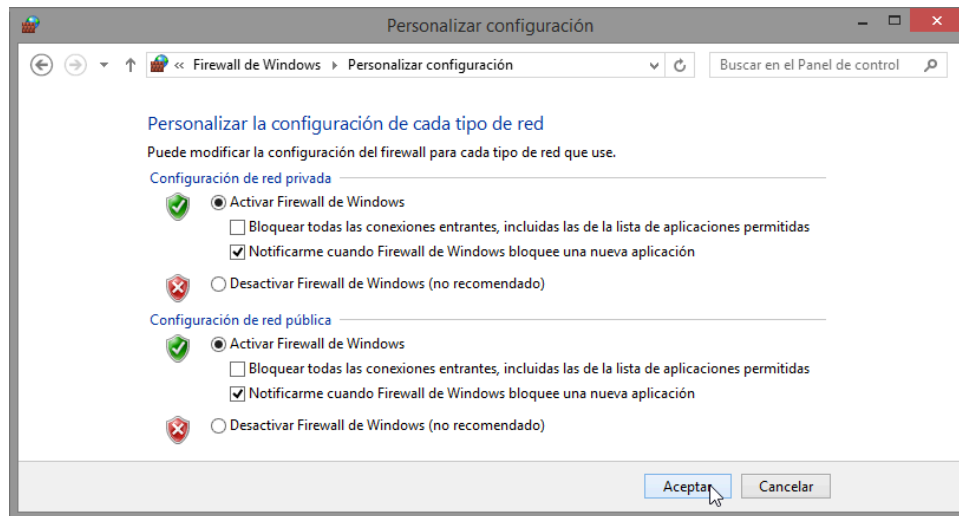 Personalizar configuración
« Firewall de Windows Personalizar configuración Buscar en el Panel de control
Personalizar la configuración de cada tipo de red
Puede modificar la configuración del firewall para cada tipo de red que use.
Configuración de red privada
Activar Firewall de Windows
Bloquear todas las conexiones entrantes, incluidas las de la lista de aplicaciones permitidas
Notificarme cuando Firewall de Windows bloquee una nueva aplicación
Desactivar Firewall de Windows (no recomendado)
Configuración de red pública
Activar Firewall de Windows
Bloquear todas las conexiones entrantes, incluidas las de la lista de aplicaciones permitidas
Notificarme cuando Firewall de Windows bloquee una nueva aplicación
Desactivar Firewall de Windows (no recomendado)
Aceptar Cancelar